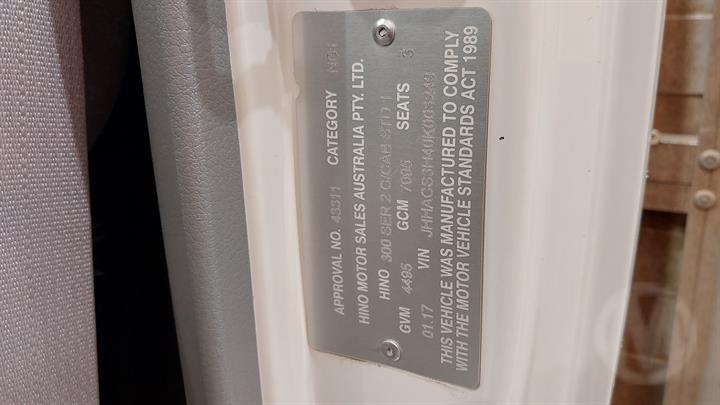 APPROVAL NO. 43311 CATEGORY
HINO MOTOR SALES AUSTRALIA PTY. LTD.
HINO 300 SER 2 C/CAB STD 1
GVM 4495 GCM 7995 SEATS 3
01.17 VIN
THIS VEHICLE WAS MANUFACTURED TO COMPLY
WITH THE MOTOR VEHICLE STANDARDS ACT 1989